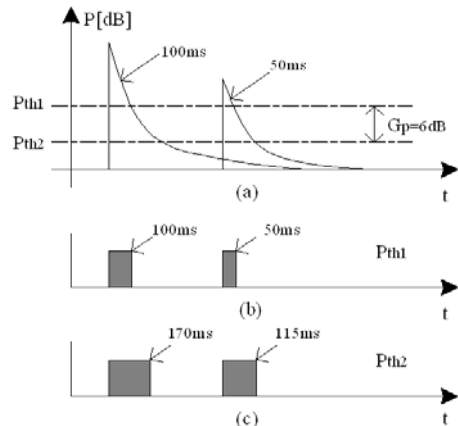 P[dB]
100ms
50ms
Pth1
Gp=6dB
Pth2
t
(a)
100ms
50ms
Pth1
t
(b)
170ms
115ms
Pth2
t
(c)